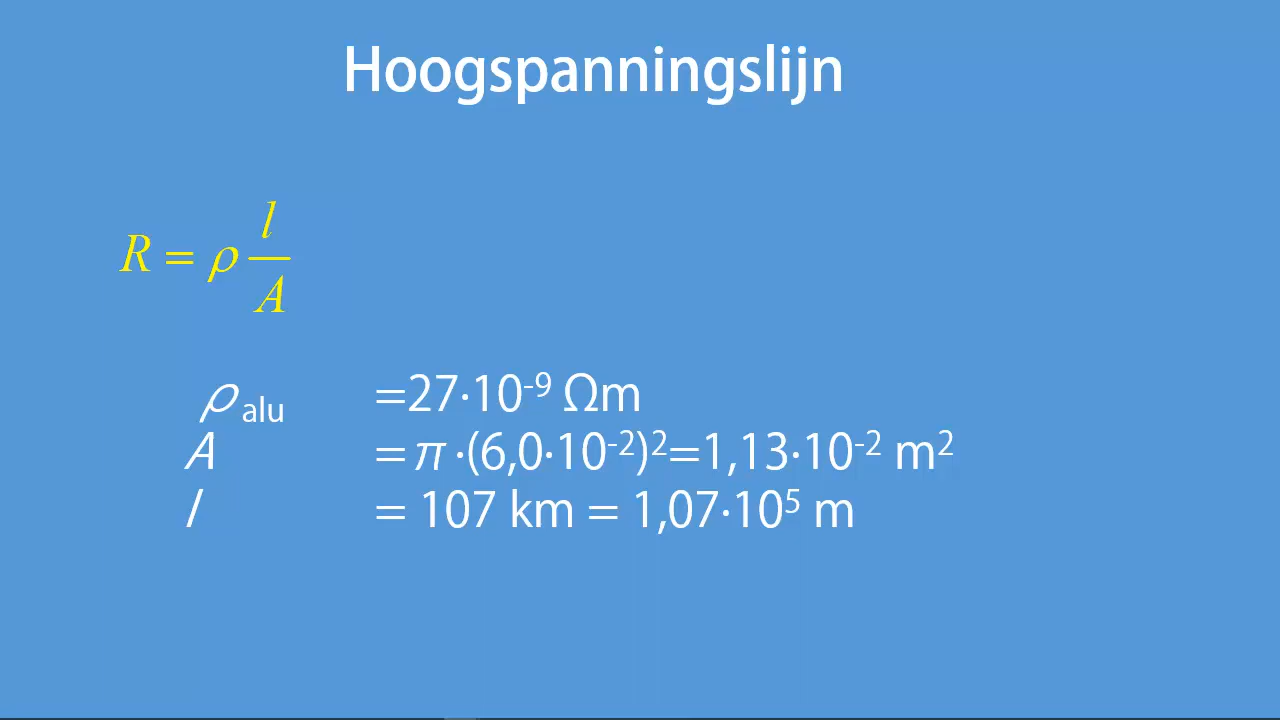 Hoogspanningslijn
R = ρ l/A
ρalu =27·10⁻⁹ Ωm
A =π·(6,0·10⁻²)²=1,13·10⁻² m²
l = 107 km = 1,07·10⁵ m